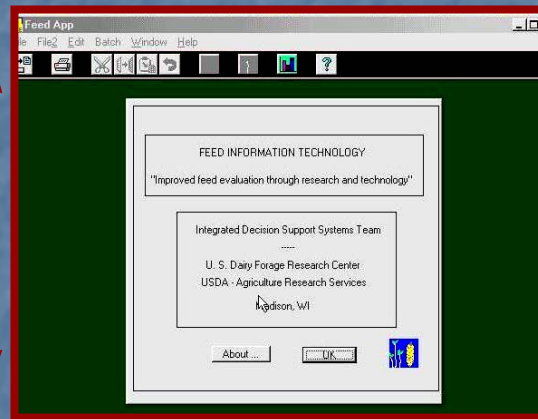 Feed App
File2 Edit Batch Window Help
FEED INFORMATION TECHNOLOGY
"Improved feed evaluation through research and technology"
Integrated Decision Support Systems Team
-----
U. S. Dairy Forage Research Center
USDA - Agriculture Research Services
Madison, WI
About ...
OK